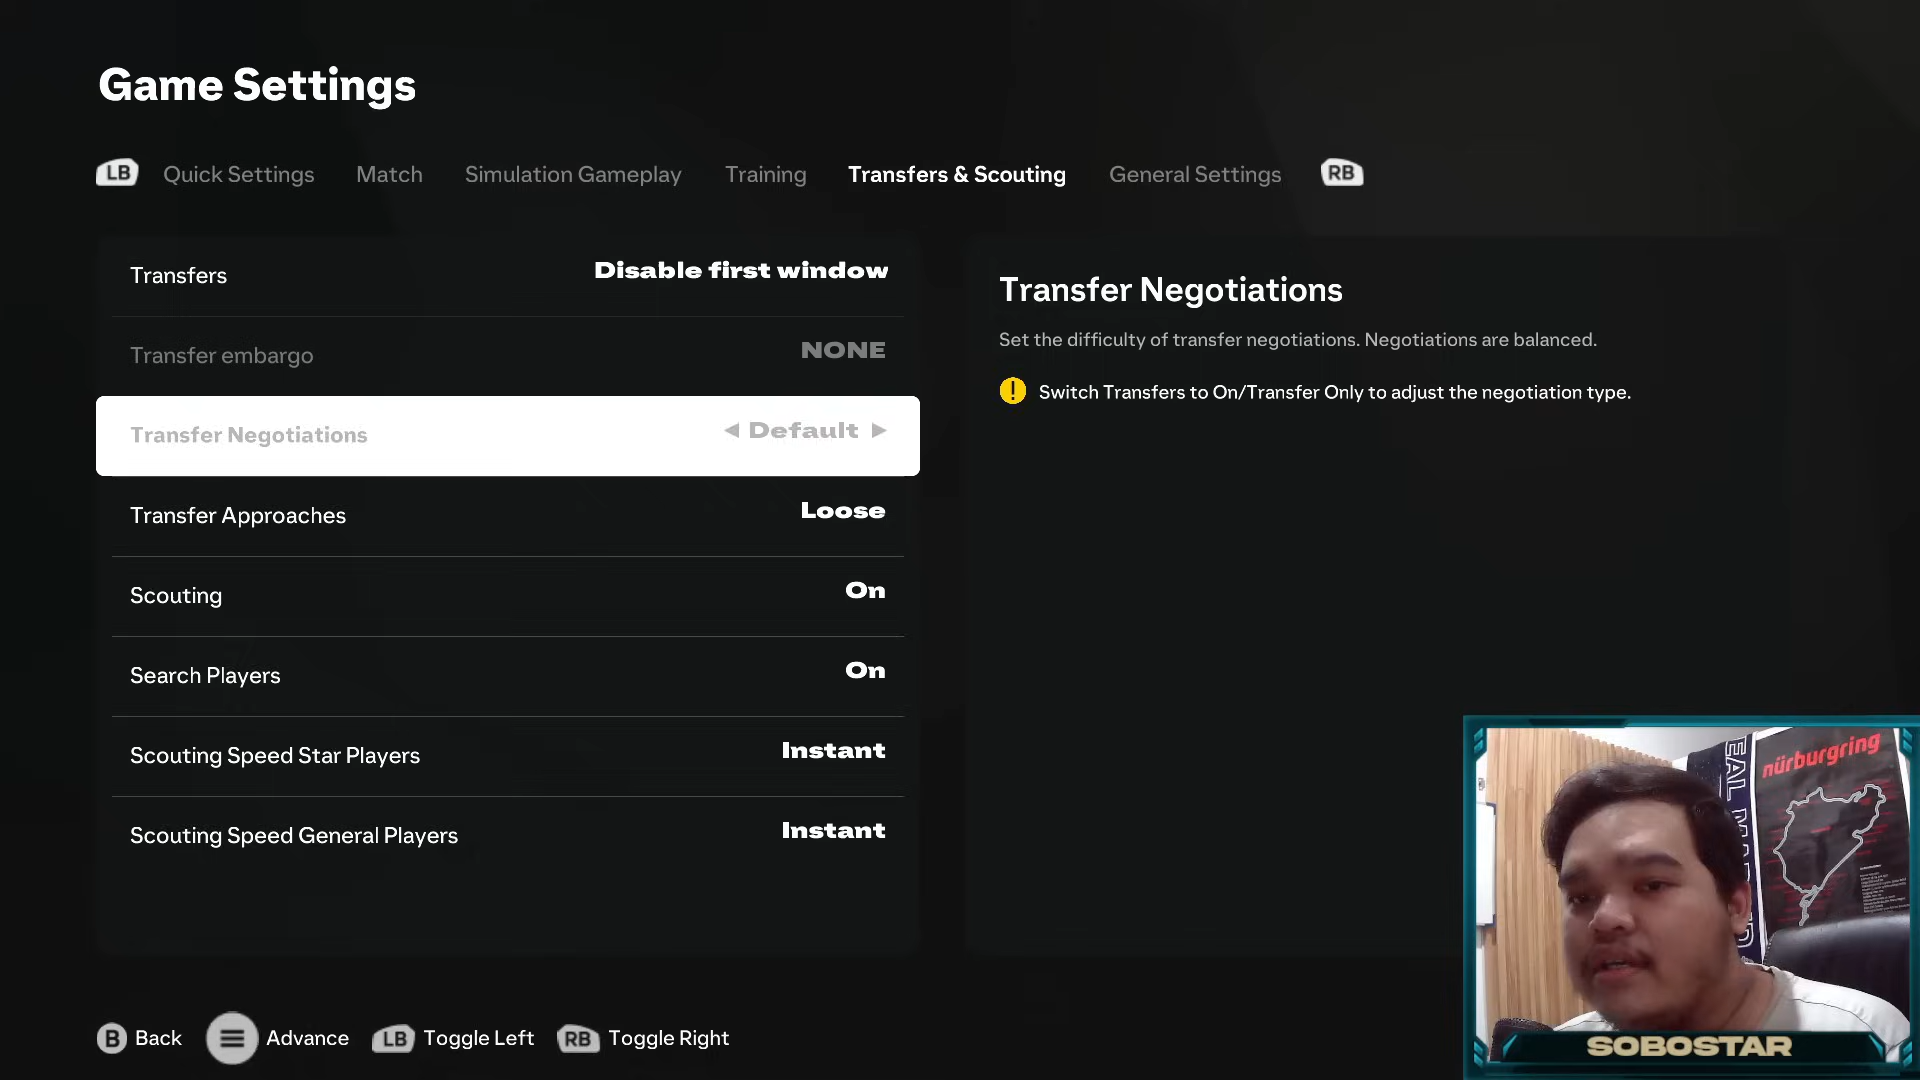 Game Settings
LB Quick Settings Match Simulation Gameplay Training Transfers & Scouting General Settings RB
Transfers Disable first window
Transfer embargo NONE
Transfer Negotiations Default
Transfer Approaches Loose
Scouting On
Search Players On
Scouting Speed Star Players Instant
Scouting Speed General Players Instant
Transfer Negotiations
Set the difficulty of transfer negotiations. Negotiations are balanced.
! Switch Transfers to On/Transfer Only to adjust the negotiation type.
nürburgring
SOBOSTAR
B Back Advance LB Toggle Left RB Toggle Right